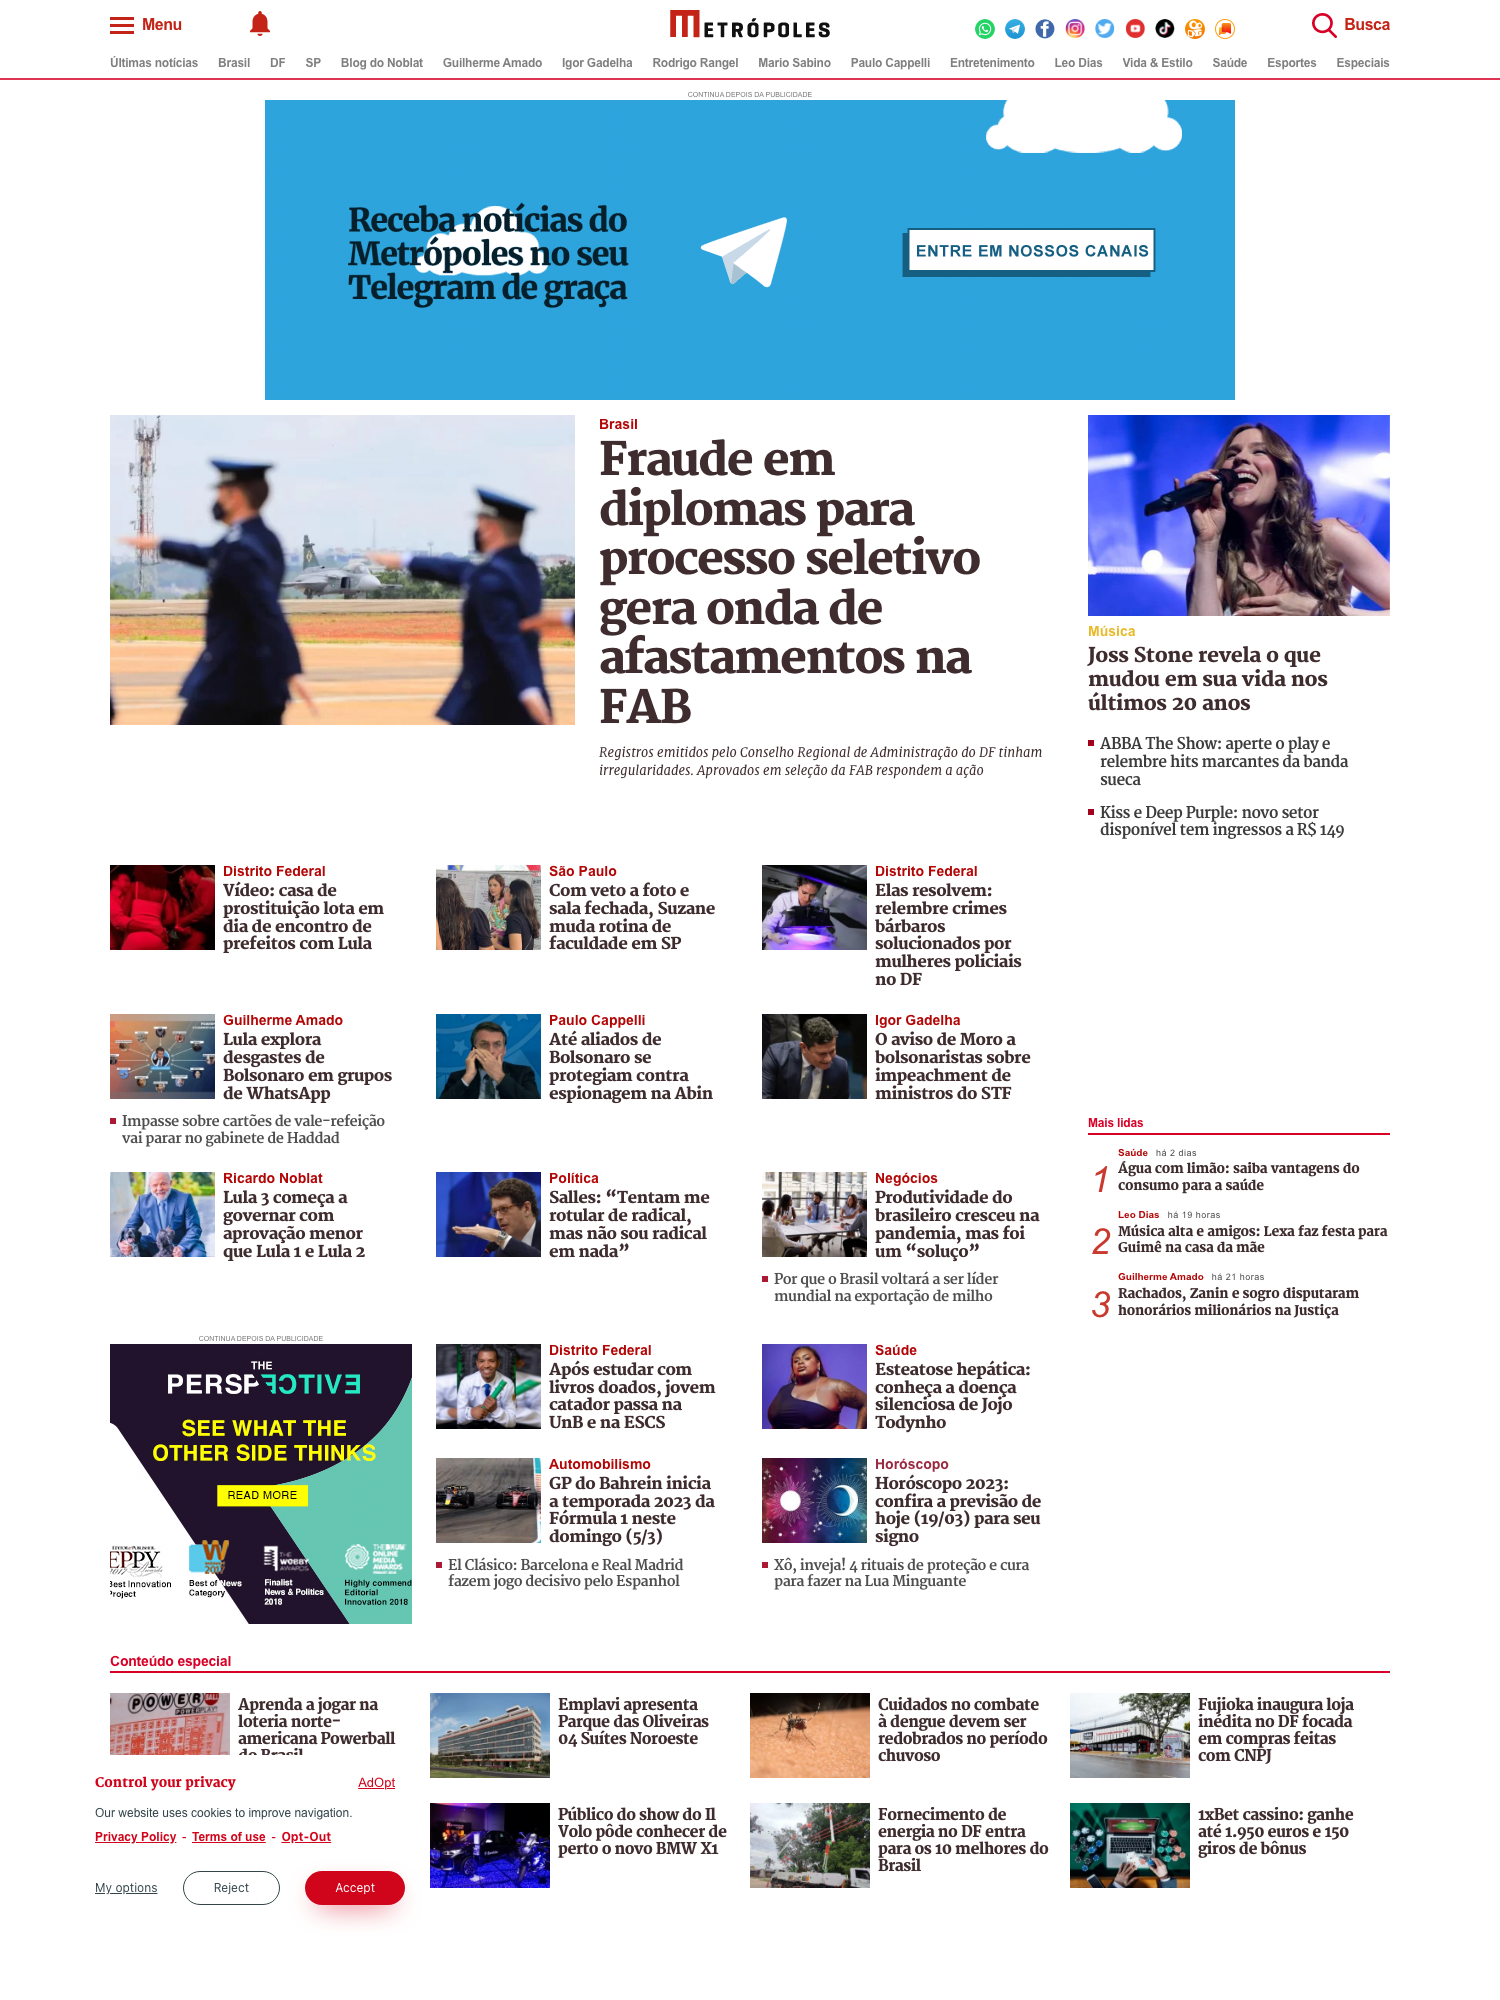 Menu
METRÓPOLES
Busca
Últimas notícias Brasil DF SP Blog do Noblat Guilherme Amado Igor Gadelha Rodrigo Rangel Mario Sabino Paulo Cappelli Entretenimento Leo Dias Vida & Estilo Saúde Esportes Especiais
CONTINUA DEPOIS DA PUBLICIDADE
Receba notícias do
Metrópoles no seu
Telegram de graça
ENTRE EM NOSSOS CANAIS
Brasil
Fraude em
diplomas para
processo seletivo
gera onda de
afastamentos na
FAB
Registros emitidos pelo Conselho Regional de Administração do DF tinham
irregularidades. Aprovados em seleção da FAB respondem a ação
Música
Joss Stone revela o que
mudou em sua vida nos
últimos 20 anos
ABBA The Show: aperte o play e
relembre hits marcantes da banda
sueca
Kiss e Deep Purple: novo setor
disponível tem ingressos a R$ 149
Distrito Federal
Vídeo: casa de
prostituição lota em
dia de encontro de
prefeitos com Lula
São Paulo
Com veto a foto e
sala fechada, Suzane
muda rotina de
faculdade em SP
Distrito Federal
Elas resolvem:
relembre crimes
bárbaros
solucionados por
mulheres policiais
no DF
Guilherme Amado
Lula explora
desgastes de
Bolsonaro em grupos
de WhatsApp
Impasse sobre cartões de vale-refeição
vai parar no gabinete de Haddad
Paulo Cappelli
Até aliados de
Bolsonaro se
protegiam contra
espionagem na Abin
Igor Gadelha
O aviso de Moro a
bolsonaristas sobre
impeachment de
ministros do STF
Ricardo Noblat
Lula 3 começa a
governar com
aprovação menor
que Lula 1 e Lula 2
Política
Salles: “Tentam me
rotular de radical,
mas não sou radical
em nada”
Negócios
Produtividade do
brasileiro cresceu na
pandemia, mas foi
um “soluço”
Por que o Brasil voltará a ser líder
mundial na exportação de milho
Mais lidas
Saúde há 2 dias
1 Água com limão: saiba vantagens do
consumo para a saúde
Leo Dias há 19 horas
2 Música alta e amigos: Lexa faz festa para
Guimê na casa da mãe
Guilherme Amado há 21 horas
3 Rachados, Zanin e sogro disputaram
honorários milionários na Justiça
CONTINUA DEPOIS DA PUBLICIDADE
THE
PERSPECTIVE
SEE WHAT THE
OTHER SIDE THINKS
READ MORE
EPPY
2017
Best Innovation
Project
W
2017
Best of News
Category
THE
WEBBY
AWARDS
Finalist
News & Politics
2018
THE DRUM
ONLINE
MEDIA
AWARDS
Highly commend
Editorial
Innovation 2018
Distrito Federal
Após estudar com
livros doados, jovem
catador passa na
UnB e na ESCS
Saúde
Esteatose hepática:
conheça a doença
silenciosa de Jojo
Todynho
Automobilismo
GP do Bahrein inicia
a temporada 2023 da
Fórmula 1 neste
domingo (5/3)
El Clásico: Barcelona e Real Madrid
fazem jogo decisivo pelo Espanhol
Horóscopo
Horóscopo 2023:
confira a previsão de
hoje (19/03) para seu
signo
Xô, inveja! 4 rituais de proteção e cura
para fazer na Lua Minguante
Conteúdo especial
POWER BALL
POWERPLAY
Aprenda a jogar na
loteria norte-
americana Powerball
do Brasil
Emplavi apresenta
Parque das Oliveiras
04 Suítes Noroeste
Cuidados no combate
à dengue devem ser
redobrados no período
chuvoso
Fujioka inaugura loja
inédita no DF focada
em compras feitas
com CNPJ
Público do show do Il
Volo pôde conhecer de
perto o novo BMW X1
Fornecimento de
energia no DF entra
para os 10 melhores do
Brasil
1xBet cassino: ganhe
até 1.950 euros e 150
giros de bônus
Control your privacy
AdOpt
Our website uses cookies to improve navigation.
Privacy Policy - Terms of use - Opt-Out
My options
Reject
Accept